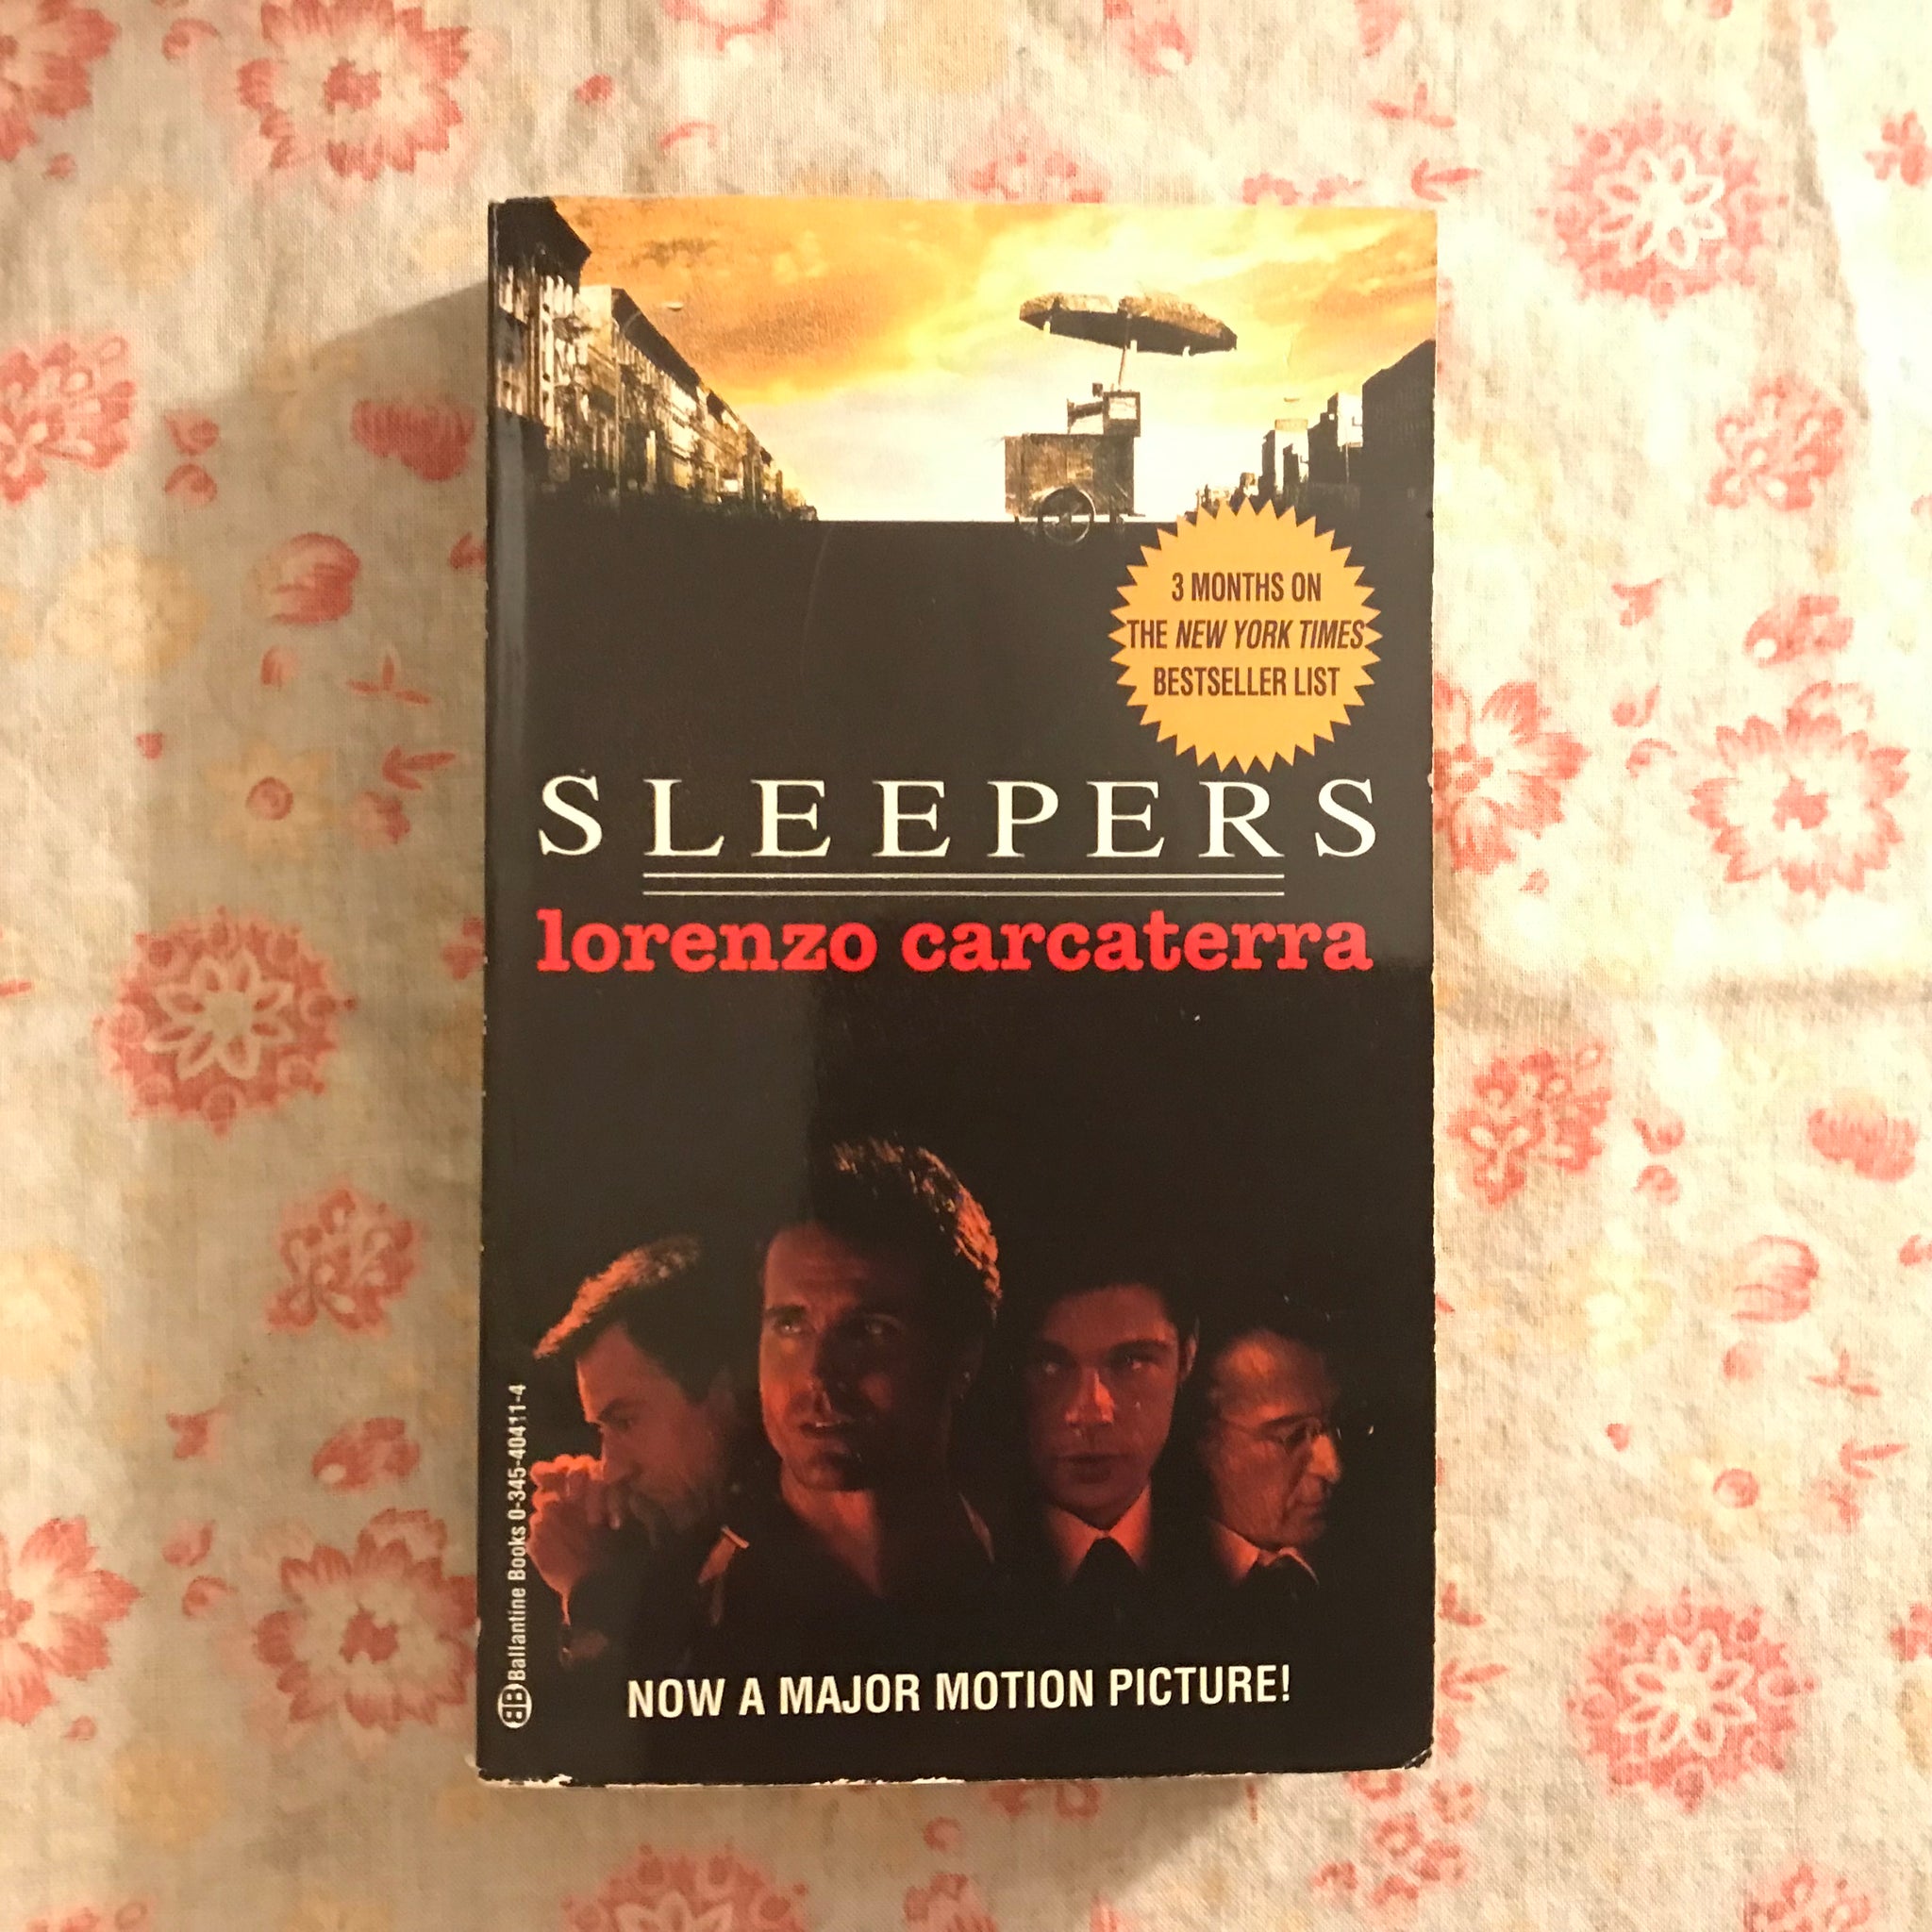 3 MONTHS ON
THE NEW YORK TIMES
BESTSELLER LIST
SLEEPERS
lorenzo carcaterra
BB Ballantine Books 0-345-40411-4
NOW A MAJOR MOTION PICTURE!